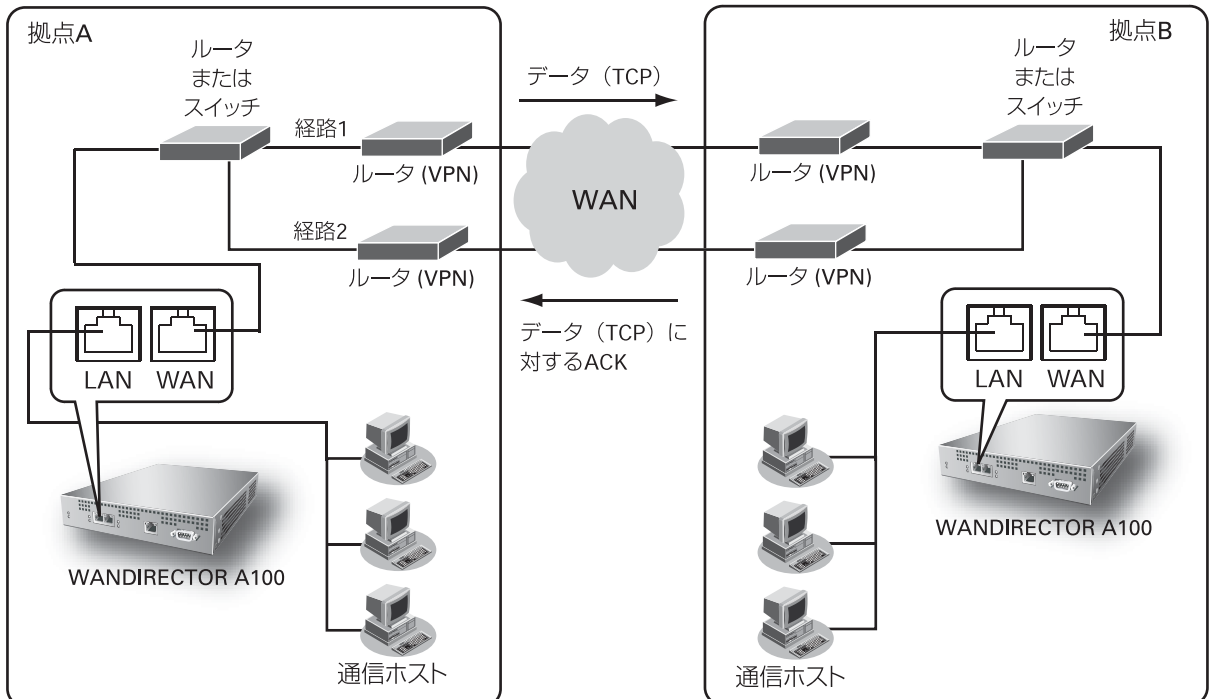 拠点A
ルータ
または
スイッチ
経路1
ルータ (VPN)
経路2
ルータ (VPN)
データ（TCP）
WAN
データ（TCP）に
対するACK
LAN WAN
WANDIRECTOR A100
通信ホスト
拠点B
ルータ
または
スイッチ
ルータ (VPN)
ルータ (VPN)
LAN WAN
WANDIRECTOR A100
通信ホスト